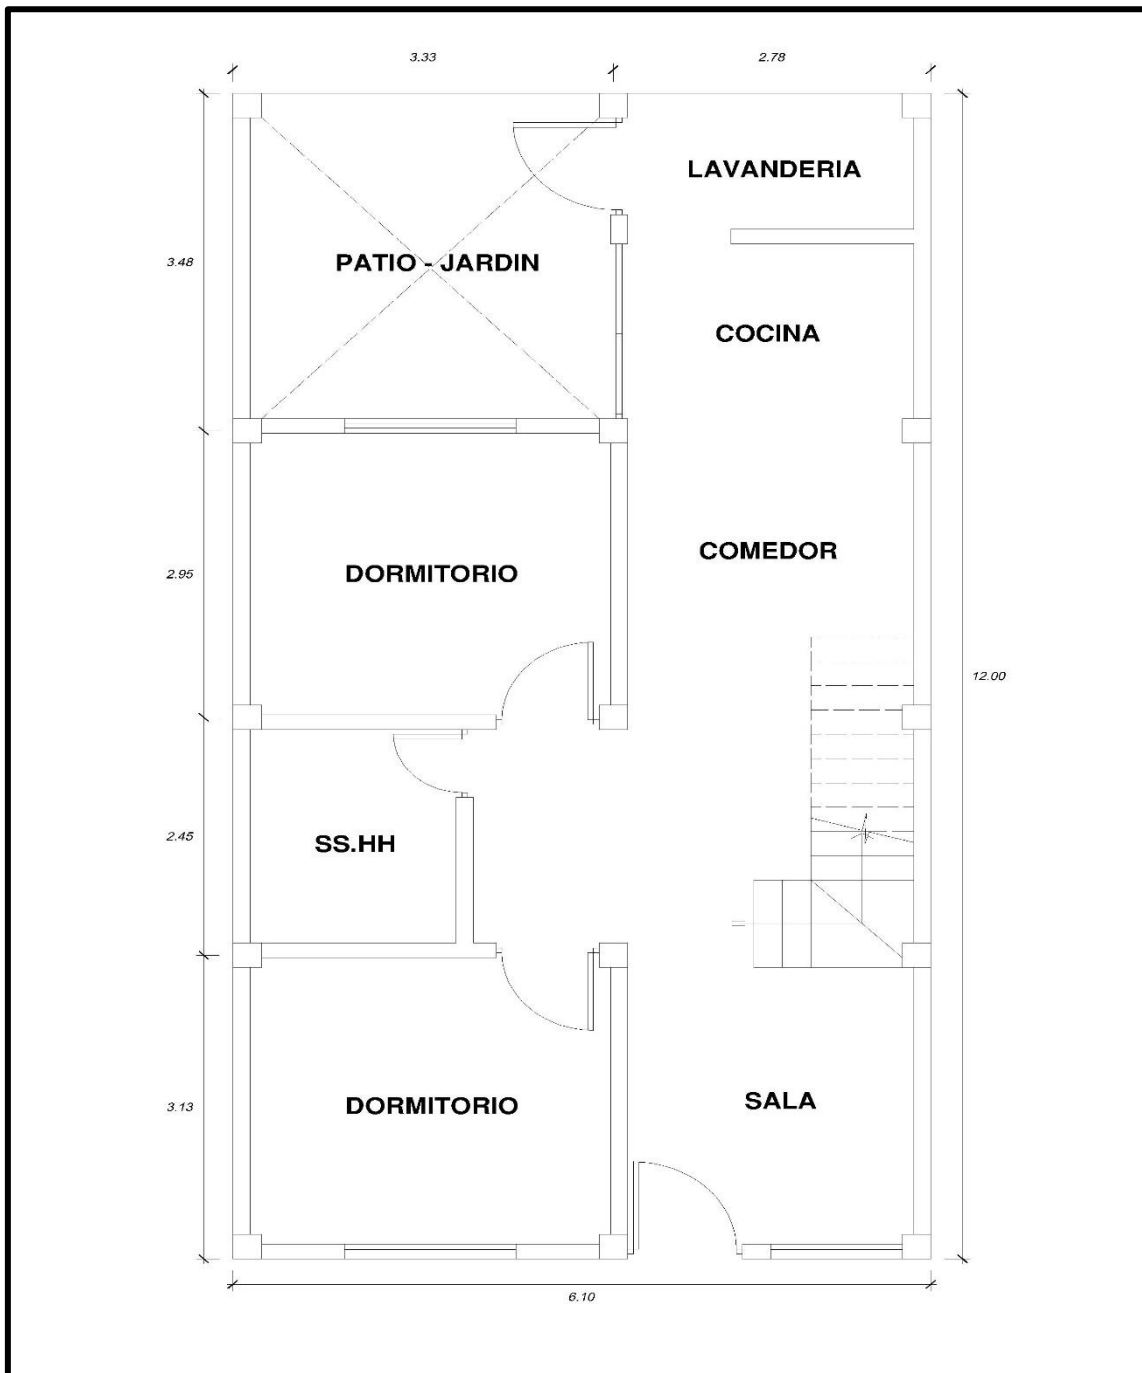 3.33
2.78
LAVANDERIA
3.48
PATIO - JARDIN
COCINA
COMEDOR
2.95
DORMITORIO
12.00
2.45
SS.HH
3.13
DORMITORIO
SALA
6.10